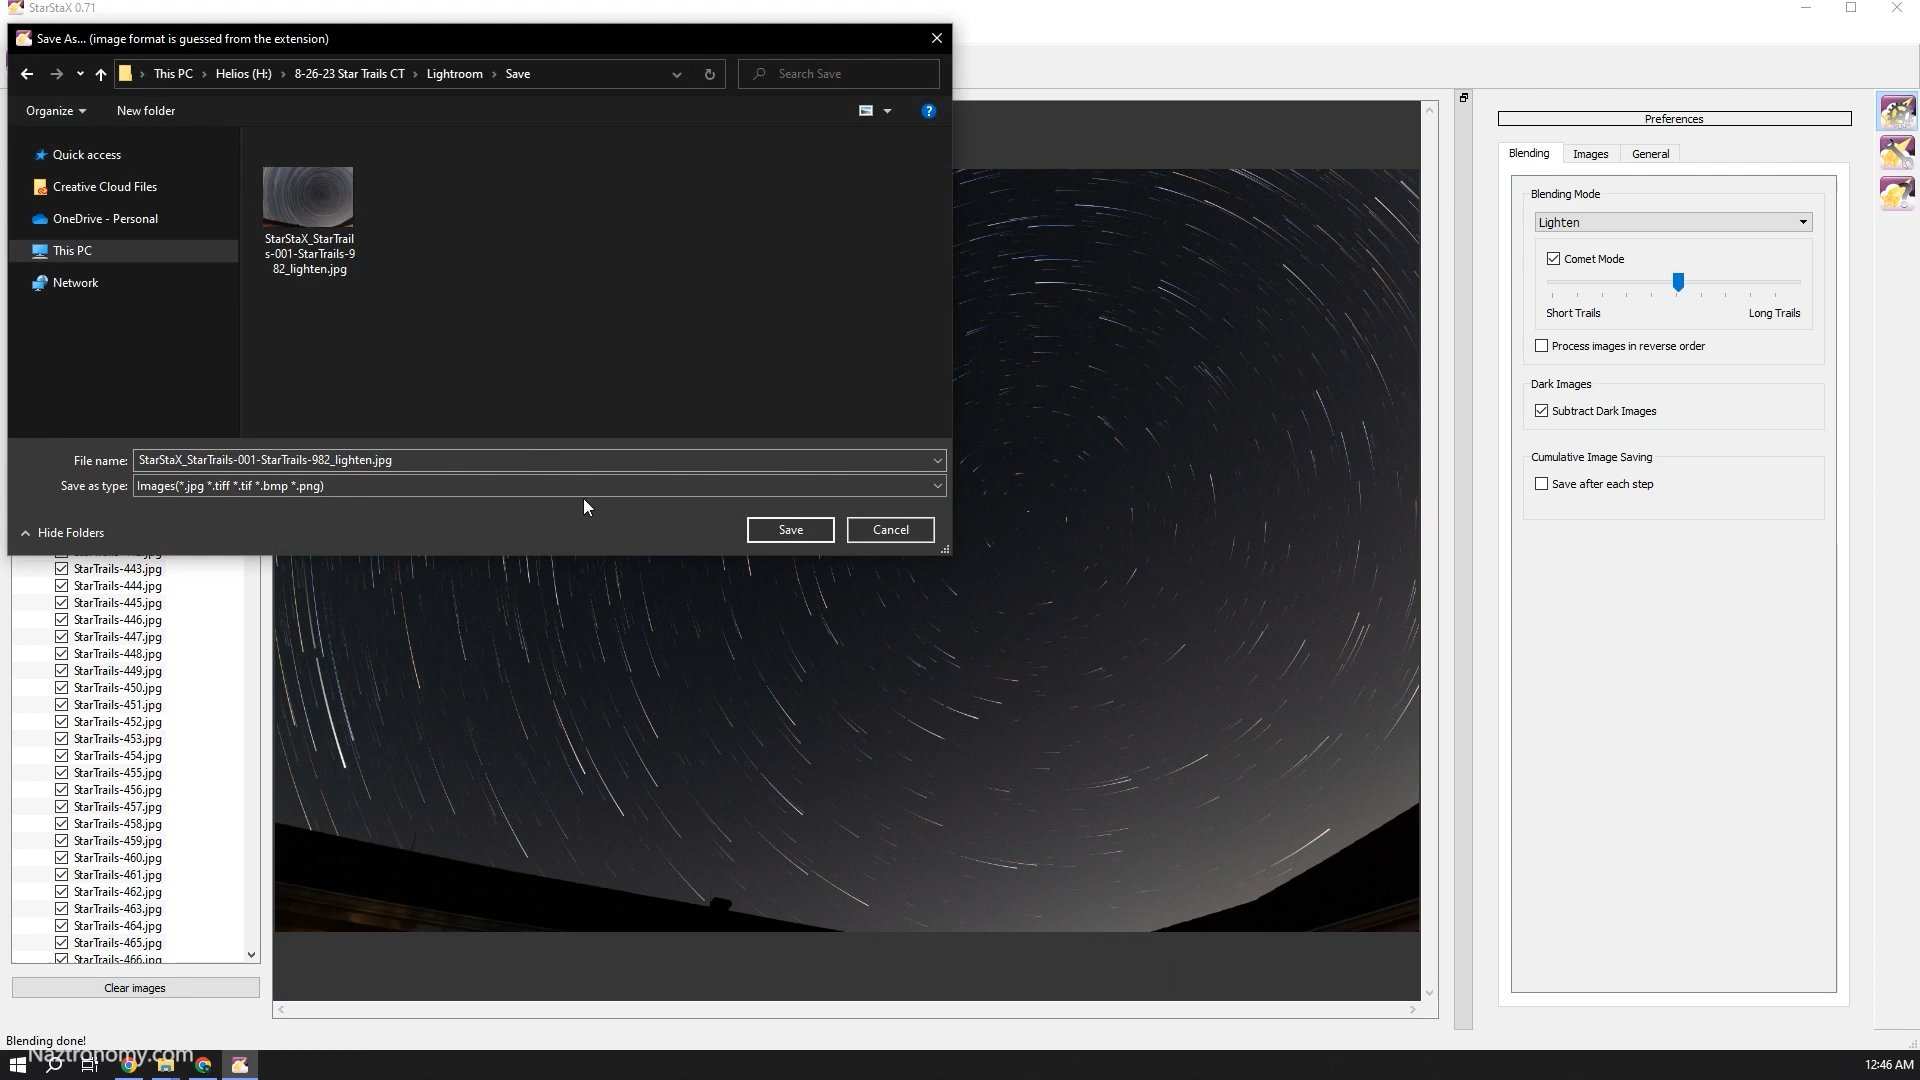 StarStaX 0.71
Save As... (image format is guessed from the extension)
This PC > Helios (H:) > 8-26-23 Star Trails CT > Lightroom > Save
Search Save
Organize
New folder
?
Quick access
Creative Cloud Files
OneDrive - Personal
This PC
Network
StarStaX_StarTrail
s-001-StarTrails-9
82_lighten.jpg
File name: StarStaX_StarTrails-001-StarTrails-982_lighten.jpg
Save as type: Images(*.jpg *.tiff *.tif *.bmp *.png)
Hide Folders
Save
Cancel
StarTrails-443.jpg
StarTrails-444.jpg
StarTrails-445.jpg
StarTrails-446.jpg
StarTrails-447.jpg
StarTrails-448.jpg
StarTrails-449.jpg
StarTrails-450.jpg
StarTrails-451.jpg
StarTrails-452.jpg
StarTrails-453.jpg
StarTrails-454.jpg
StarTrails-455.jpg
StarTrails-456.jpg
StarTrails-457.jpg
StarTrails-458.jpg
StarTrails-459.jpg
StarTrails-460.jpg
StarTrails-461.jpg
StarTrails-462.jpg
StarTrails-463.jpg
StarTrails-464.jpg
StarTrails-465.jpg
StarTrails-466.jpg
Clear images
Blending done!
Preferences
Blending
Images
General
Blending Mode
Lighten
Comet Mode
Short Trails
Long Trails
Process images in reverse order
Dark Images
Subtract Dark Images
Cumulative Image Saving
Save after each step
Naztronomy.com
12:46 AM